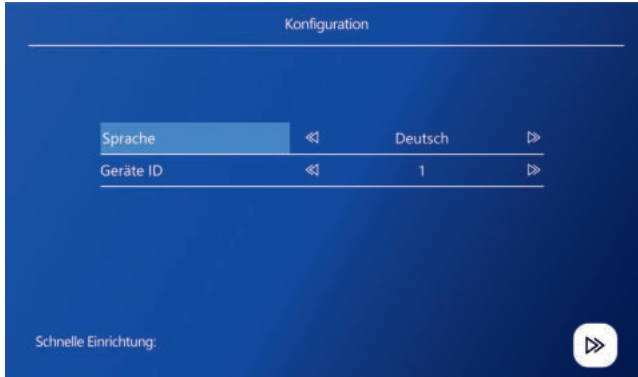 Konfiguration
Sprache Deutsch
Geräte ID 1
Schnelle Einrichtung: